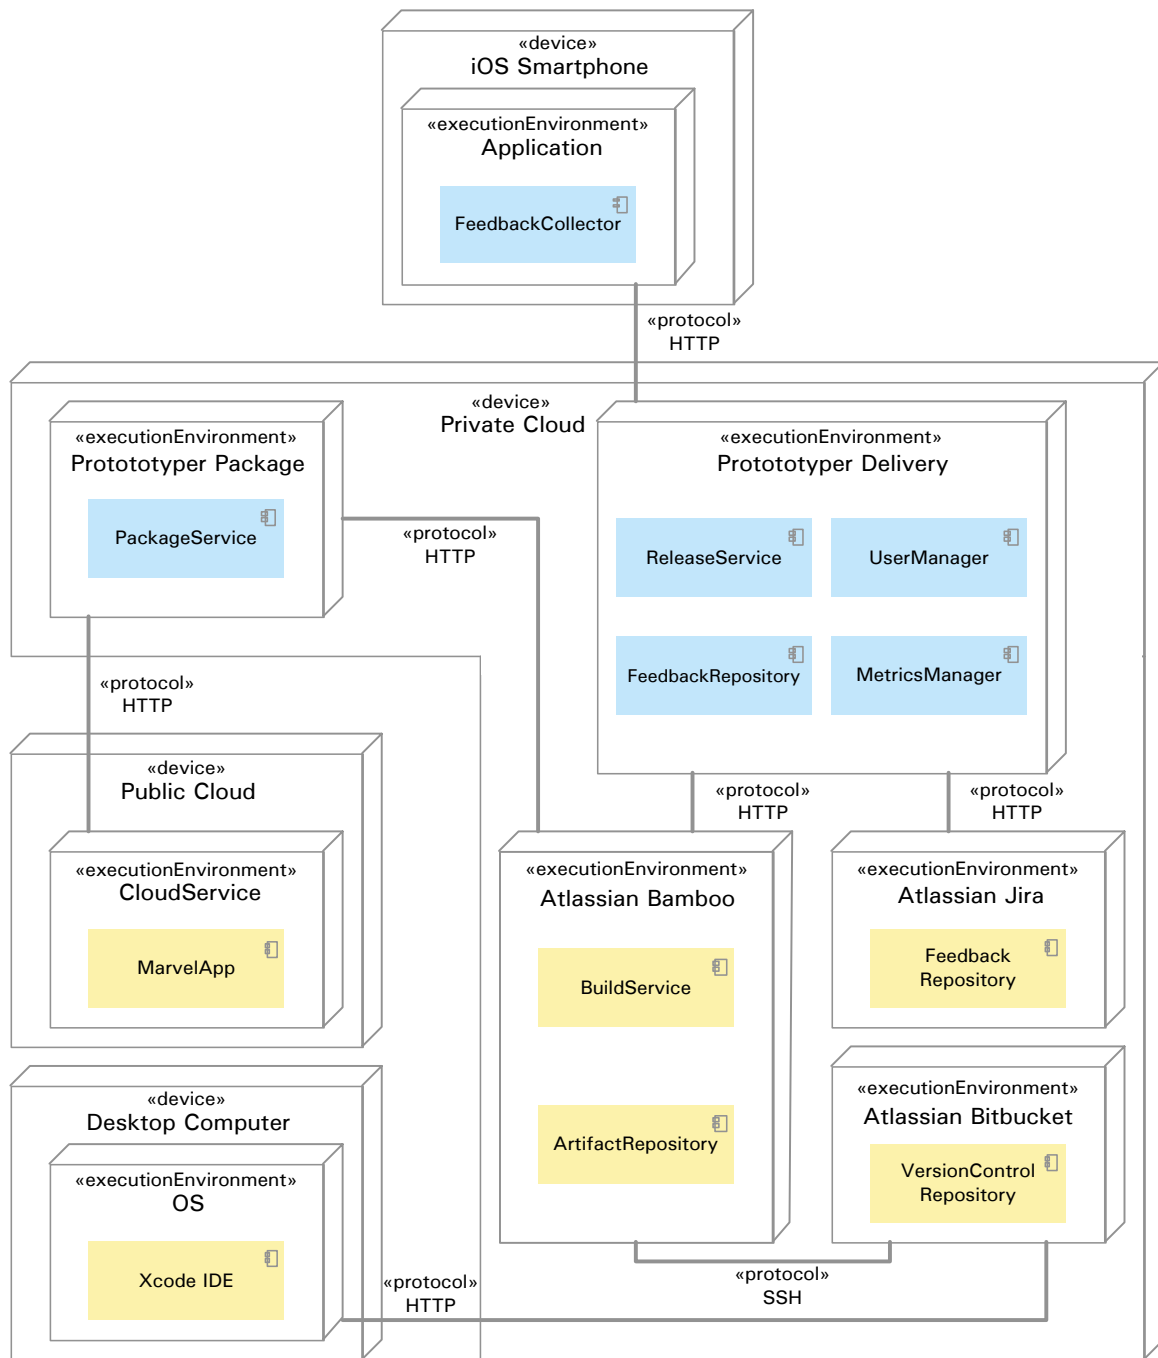 «device»
iOS Smartphone
«executionEnvironment»
Application
FeedbackCollector
«protocol»
HTTP
«device»
Private Cloud
«executionEnvironment»
Protototyper Package
PackageService
«executionEnvironment»
Protototyper Delivery
ReleaseService
UserManager
FeedbackRepository
MetricsManager
«protocol»
HTTP
«protocol»
HTTP
«device»
Public Cloud
«executionEnvironment»
CloudService
MarvelApp
«protocol»
HTTP
«protocol»
HTTP
«executionEnvironment»
Atlassian Bamboo
BuildService
ArtifactRepository
«executionEnvironment»
Atlassian Jira
Feedback
Repository
«executionEnvironment»
Atlassian Bitbucket
VersionControl
Repository
«device»
Desktop Computer
«executionEnvironment»
OS
Xcode IDE
«protocol»
HTTP
«protocol»
SSH